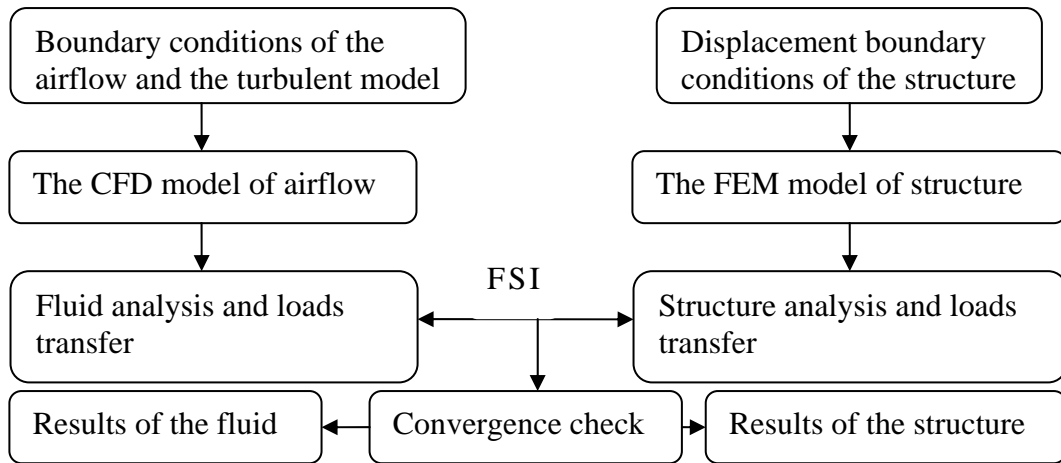 Boundary conditions of the
airflow and the turbulent model
Displacement boundary
conditions of the structure
The CFD model of airflow
The FEM model of structure
FSI
Fluid analysis and loads
transfer
Structure analysis and loads
transfer
Results of the fluid
Convergence check
Results of the structure